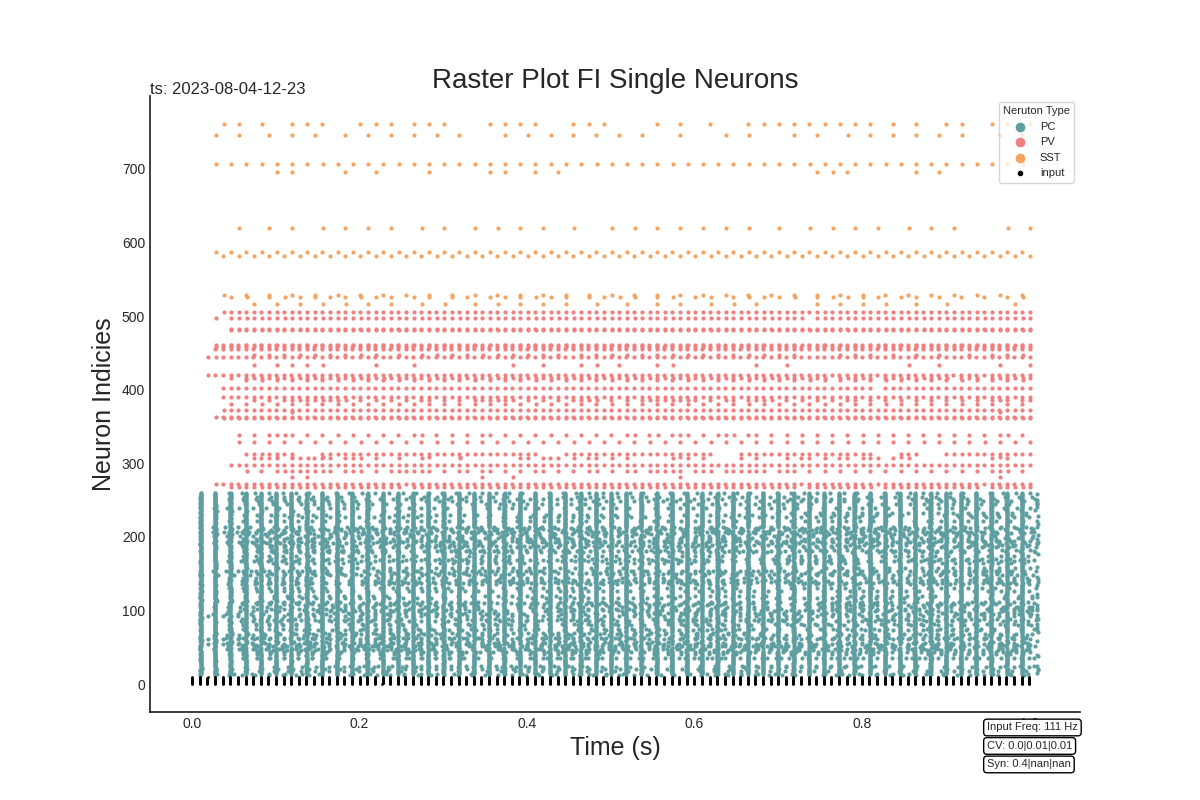 Raster Plot FI Single Neurons
ts: 2023-08-04-12-23
Neruton Type
PC
PV
SST
input
700
600
500
400
300
200
100
0
Neuron Indicies
0.0 0.2 0.4 0.6 0.8
Time (s)
Input Freq: 111 Hz
CV: 0.0|0.01|0.01
Syn: 0.4|nan|nan